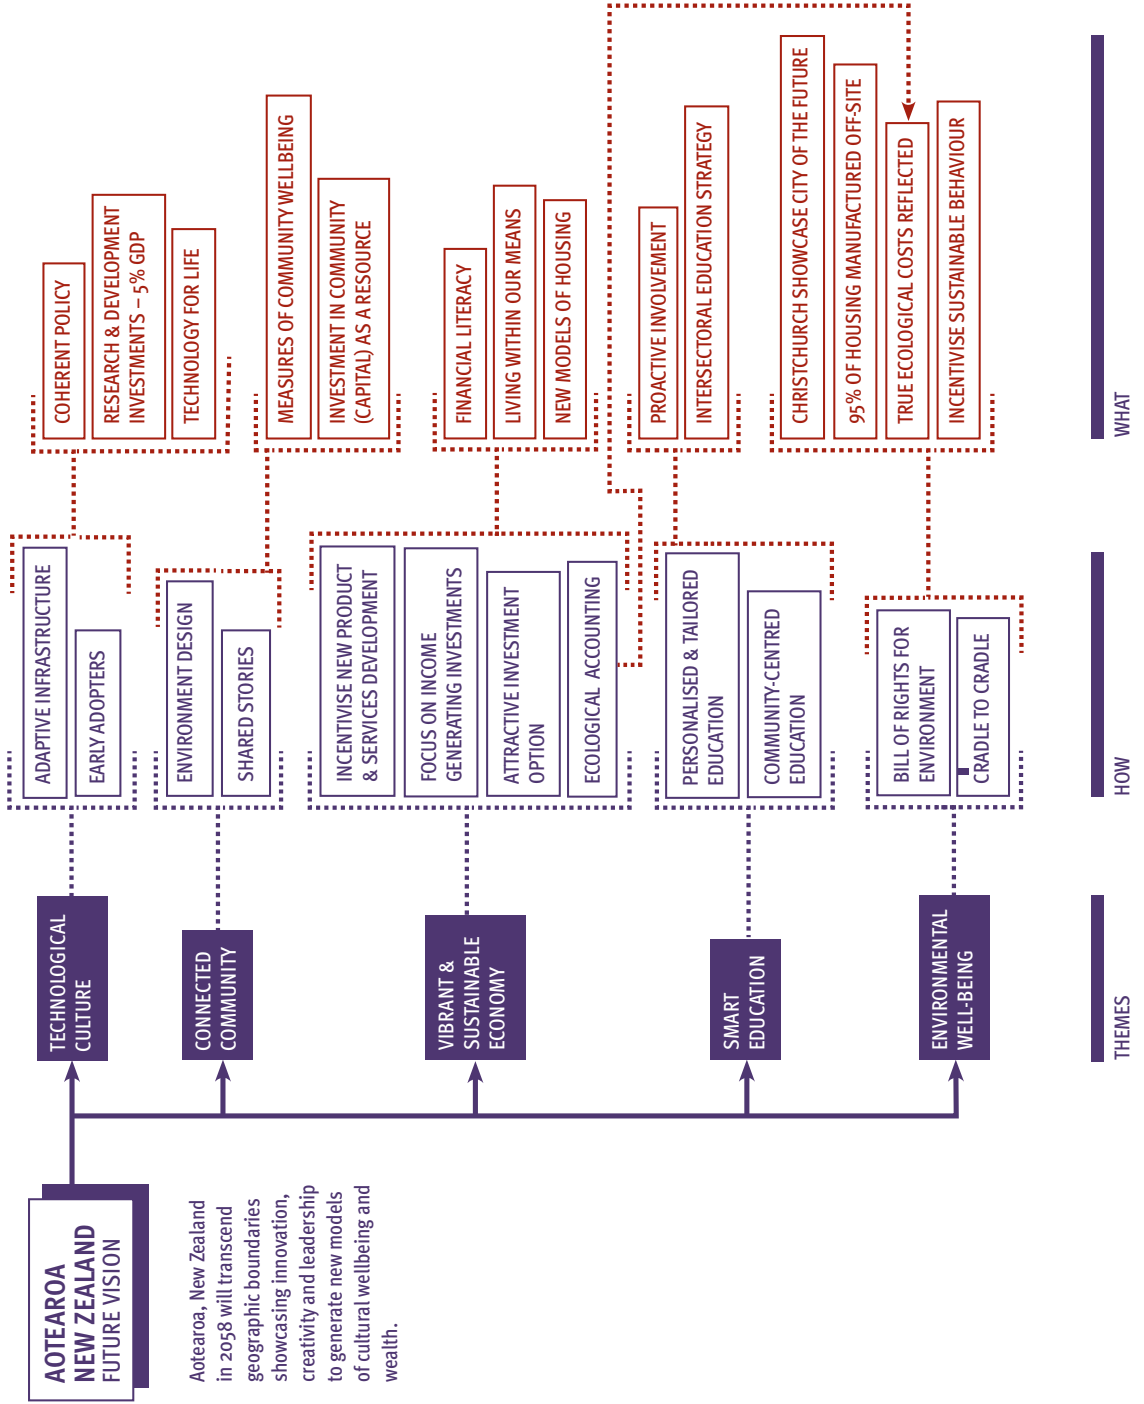 AOTEAROA
NEW ZEALAND
FUTURE VISION
Aotearoa, New Zealand
in 2058 will transcend
geographic boundaries
showcasing innovation,
creativity and leadership
to generate new models
of cultural wellbeing and
wealth.
TECHNOLOGICAL
CULTURE
ADAPTIVE INFRASTRUCTURE
EARLY ADOPTERS
COHERENT POLICY
RESEARCH & DEVELOPMENT
INVESTMENTS – 5% GDP
TECHNOLOGY FOR LIFE
CONNECTED
COMMUNITY
ENVIRONMENT DESIGN
SHARED STORIES
MEASURES OF COMMUNITY WELLBEING
INVESTMENT IN COMMUNITY
(CAPITAL) AS A RESOURCE
VIBRANT &
SUSTAINABLE
ECONOMY
INCENTIVISE NEW PRODUCT
& SERVICES DEVELOPMENT
FOCUS ON INCOME
GENERATING INVESTMENTS
ATTRACTIVE INVESTMENT
OPTION
ECOLOGICAL ACCOUNTING
FINANCIAL LITERACY
LIVING WITHIN OUR MEANS
NEW MODELS OF HOUSING
SMART
EDUCATION
PERSONALISED & TAILORED
EDUCATION
COMMUNITY-CENTRED
EDUCATION
PROACTIVE INVOLVEMENT
INTERSECTORAL EDUCATION STRATEGY
ENVIRONMENTAL
WELL-BEING
BILL OF RIGHTS FOR
ENVIRONMENT
CRADLE TO CRADLE
CHRISTCHURCH SHOWCASE CITY OF THE FUTURE
95% OF HOUSING MANUFACTURED OFF-SITE
TRUE ECOLOGICAL COSTS REFLECTED
INCENTIVISE SUSTAINABLE BEHAVIOUR
THEMES
HOW
WHAT